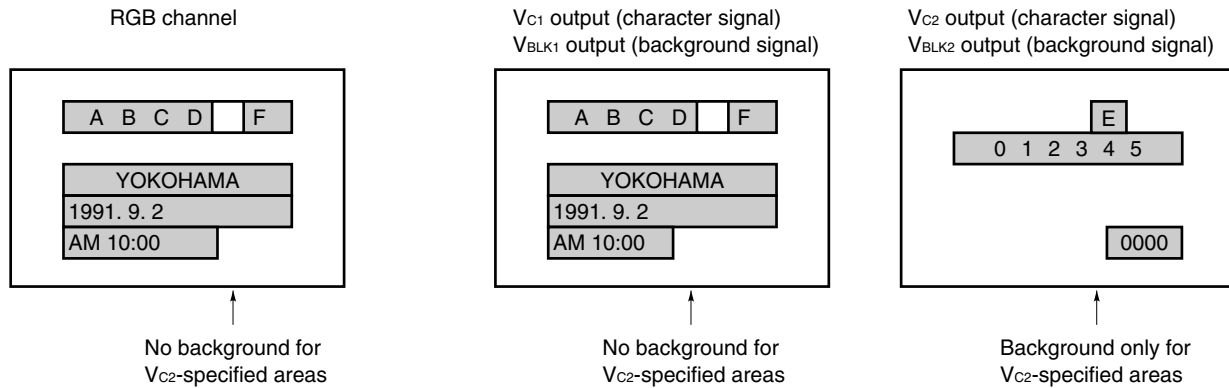 RGB channel
VC1 output (character signal)
VBLK1 output (background signal)
VC2 output (character signal)
VBLK2 output (background signal)
A B C D F
YOKOHAMA
1991. 9. 2
AM 10:00
A B C D F
YOKOHAMA
1991. 9. 2
AM 10:00
E
0 1 2 3 4 5
0000
No background for
VC2-specified areas
No background for
VC2-specified areas
Background only for
VC2-specified areas